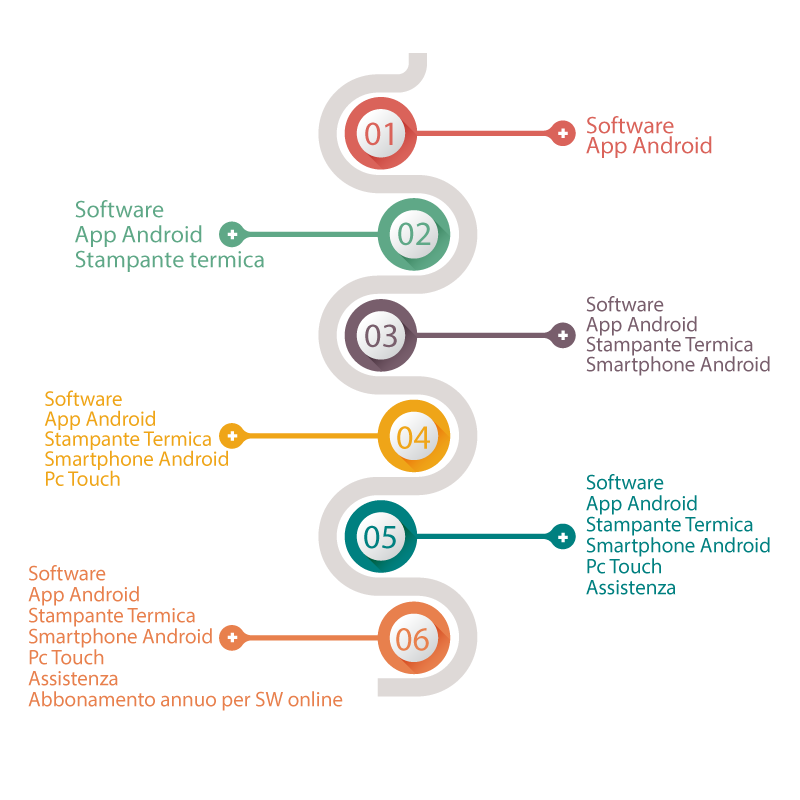 01
Software
App Android
Software
App Android
Stampante termica
02
03
Software
App Android
Stampante Termica
Smartphone Android
Software
App Android
Stampante Termica
Smartphone Android
Pc Touch
04
05
Software
App Android
Stampante Termica
Smartphone Android
Pc Touch
Assistenza
Software
App Android
Stampante Termica
Smartphone Android
Pc Touch
Assistenza
Abbonamento annuo per SW online
06